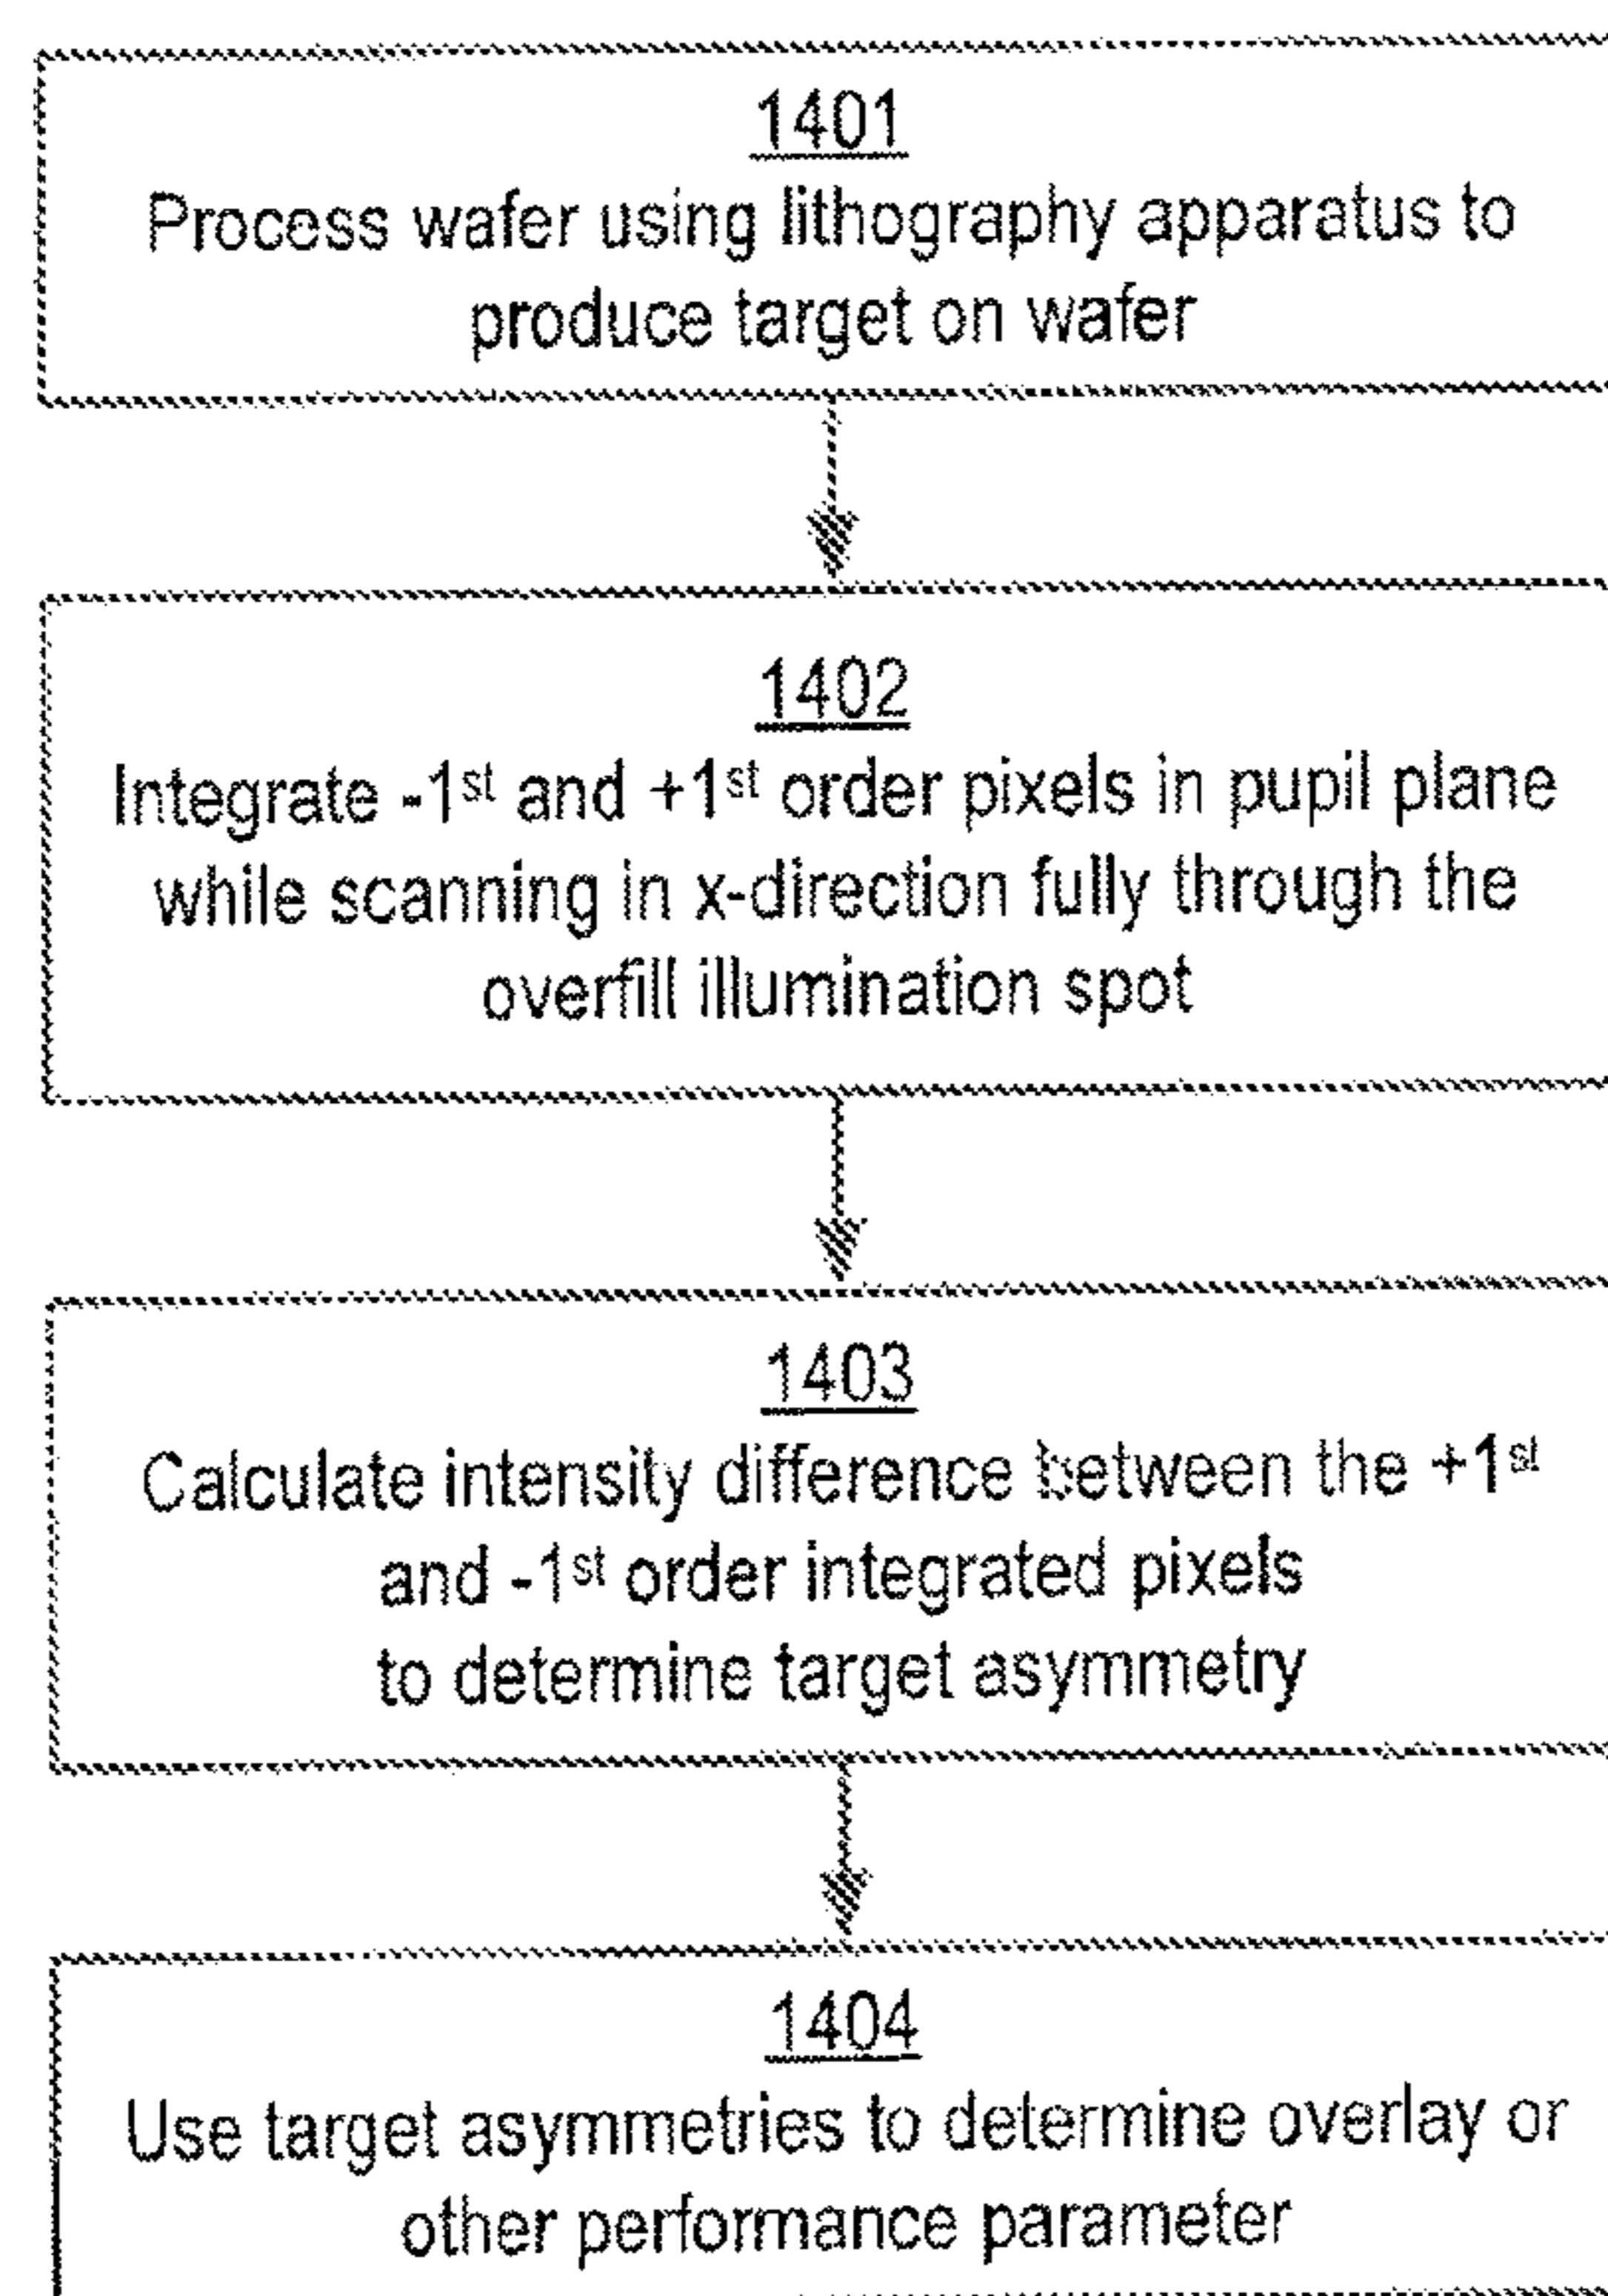 1401
Process wafer using lithography apparatus to
produce target on wafer
1402
Integrate -1st and +1st order pixels in pupil plane
while scanning in x-direction fully through the
overfill illumination spot
1403
Calculate intensity difference between the +1st
and -1st order integrated pixels
to determine target asymmetry
1404
Use target asymmetries to determine overlay or
other performance parameter